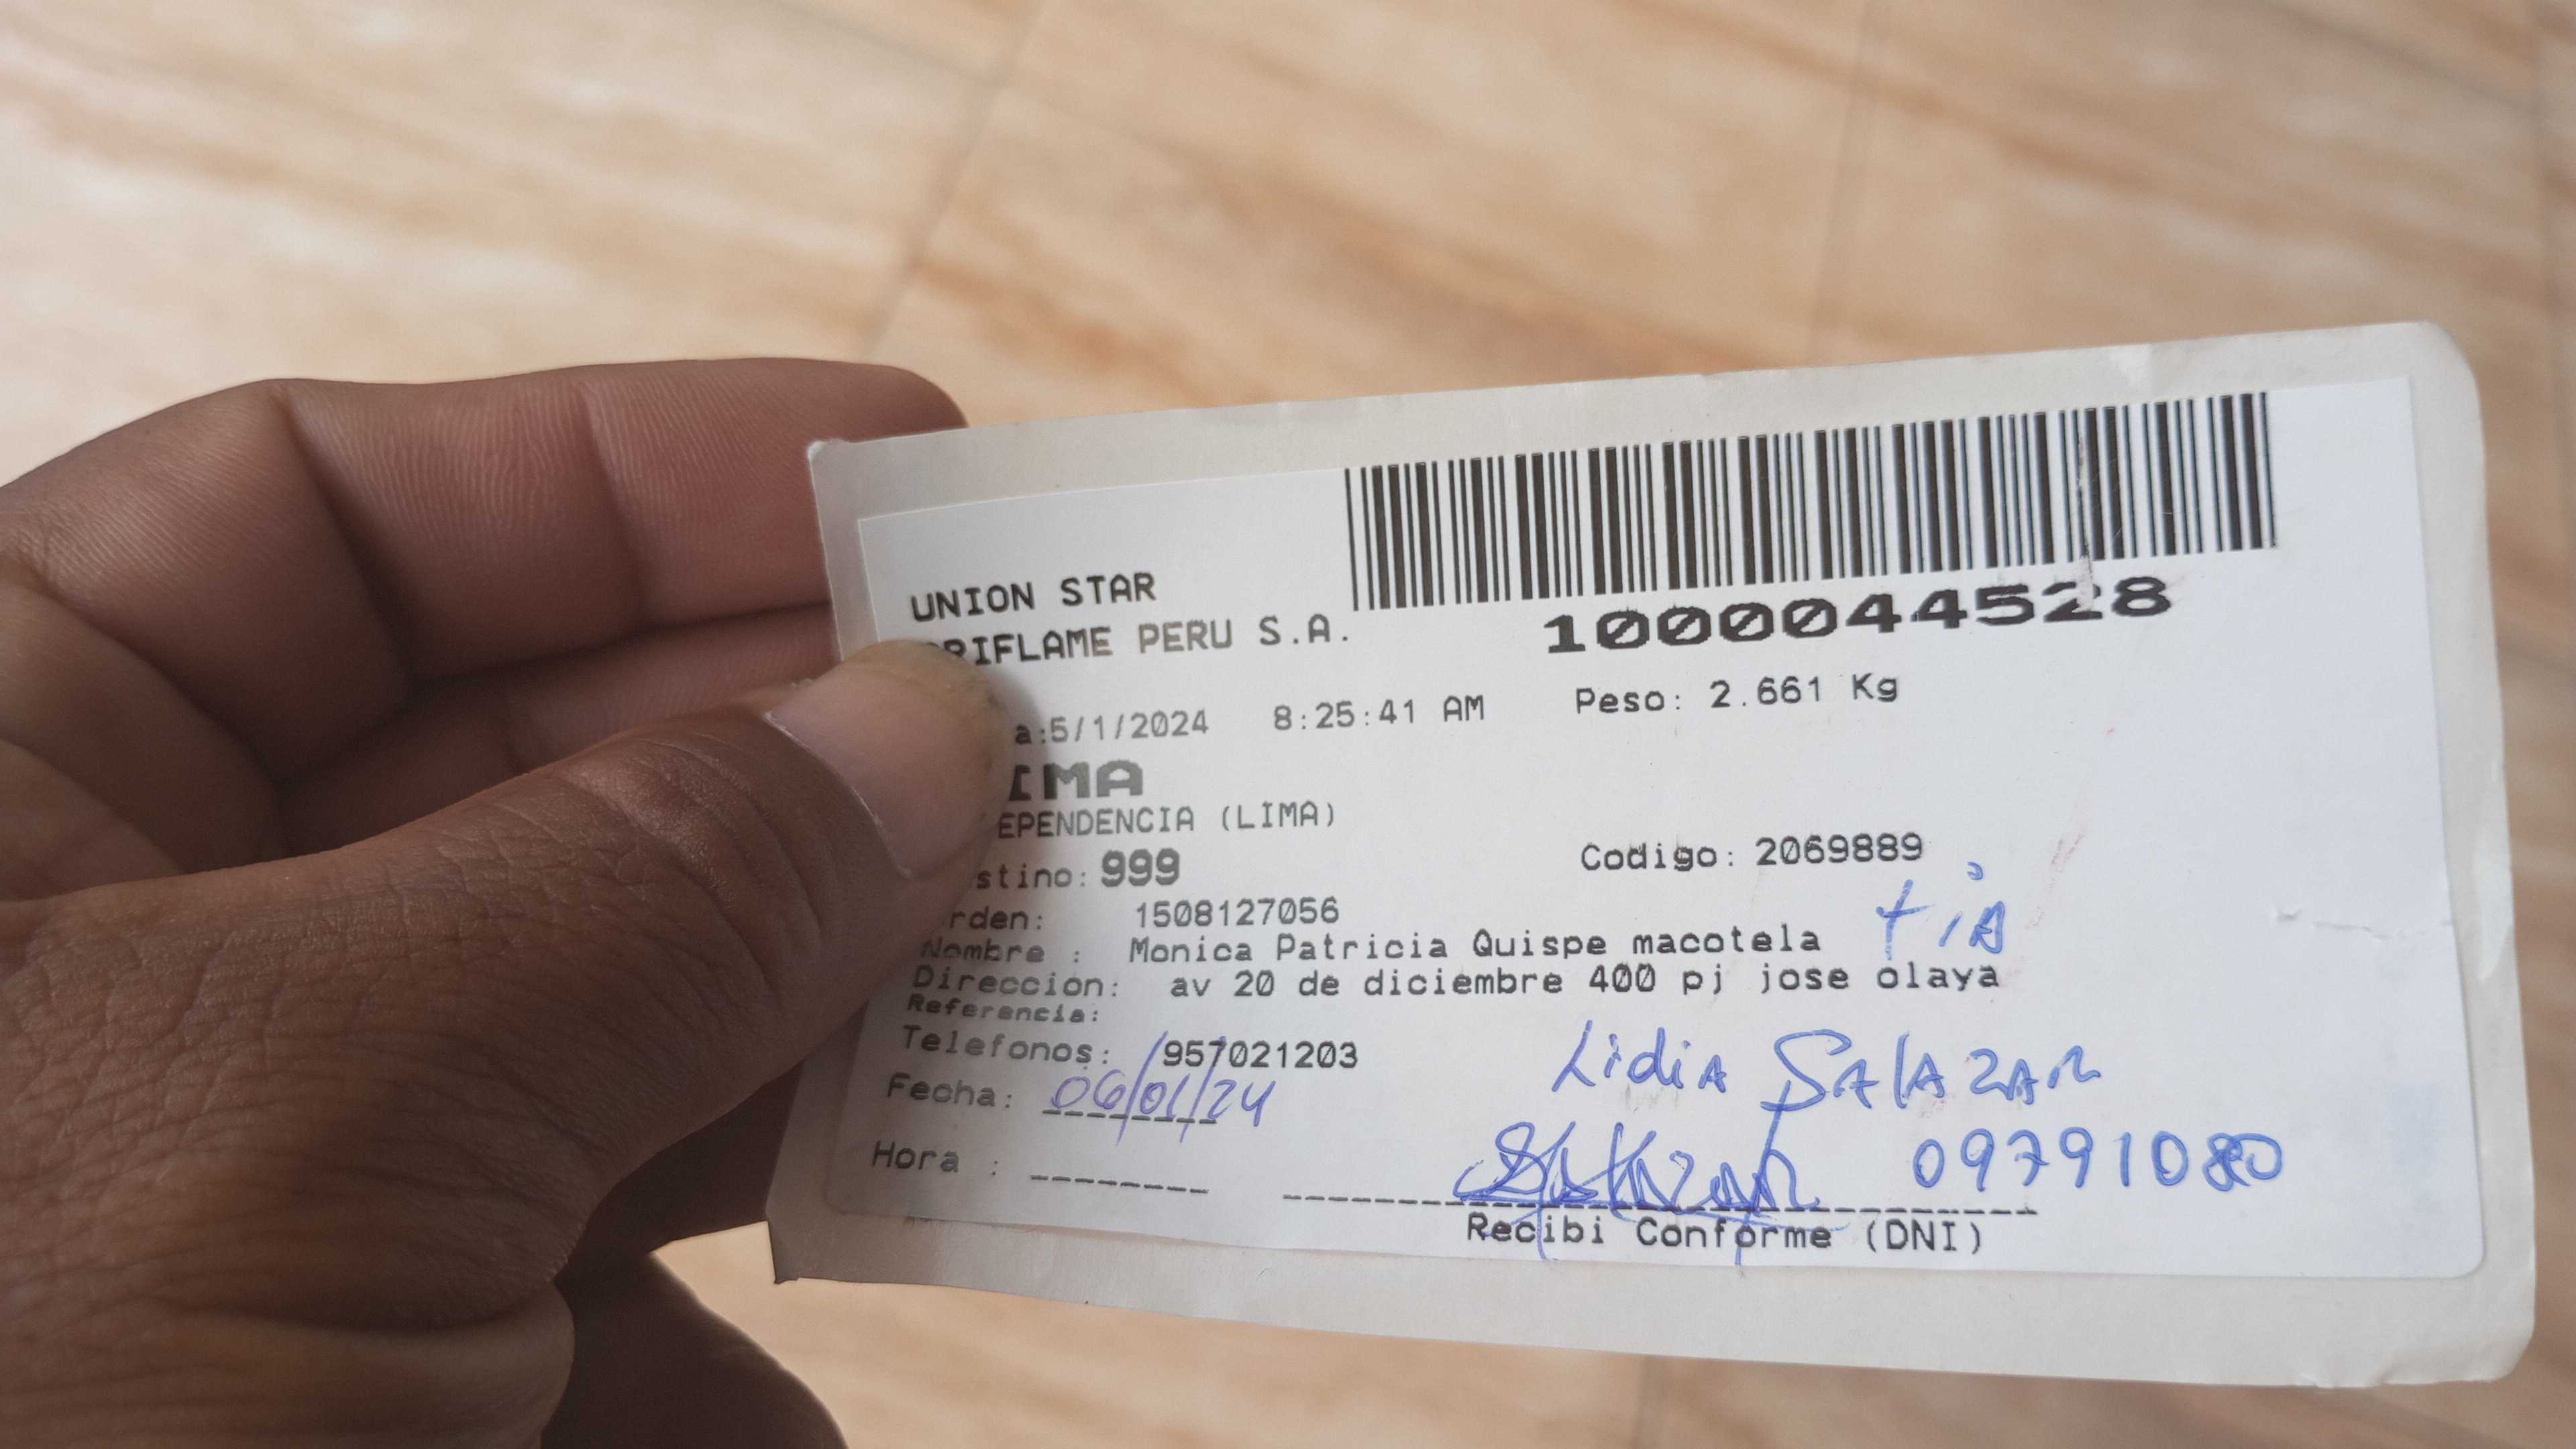 UNION STAR
ORIFLAME PERU S.A.
1000044528
a:5/1/2024 8:25:41 AM Peso: 2.661 Kg
IMA
EPENDENCIA (LIMA)
stino: 999 Codigo: 2069889
rden: 1508127056
tiA
Nombre : Monica Patricia Quispe macotela
Direccion: av 20 de diciembre 400 pj jose olaya
Referencia:
Telefonos: 957021203
LidiA SALAZAR
Fecha: 06/01/24
SALAZAR 09791080
Hora :
Recibi Conforme (DNI)